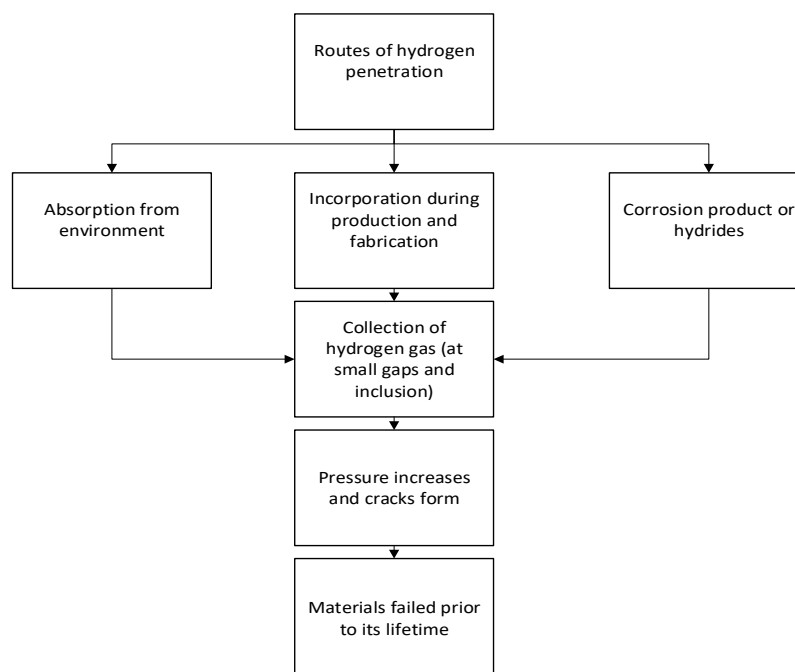 Routes of hydrogen
penetration
Absorption from
environment
Incorporation during
production and
fabrication
Corrosion product or
hydrides
Collection of
hydrogen gas (at
small gaps and
inclusion)
Pressure increases
and cracks form
Materials failed prior
to its lifetime